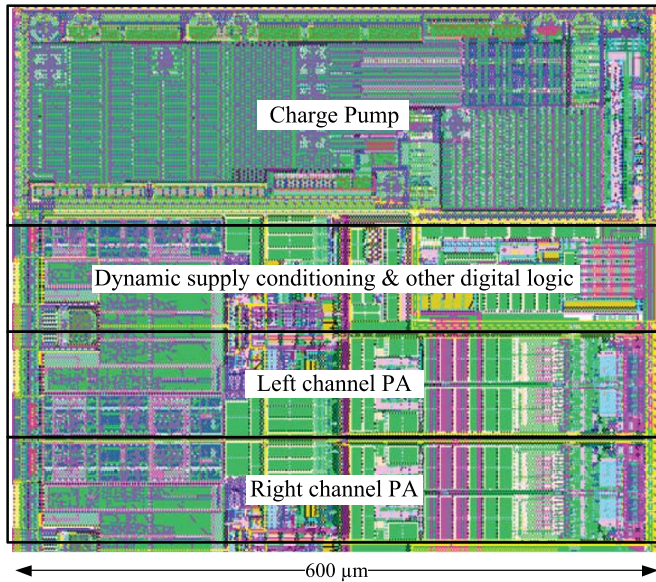 Charge Pump
Dynamic supply conditioning & other digital logic
Left channel PA
Right channel PA
600 μm